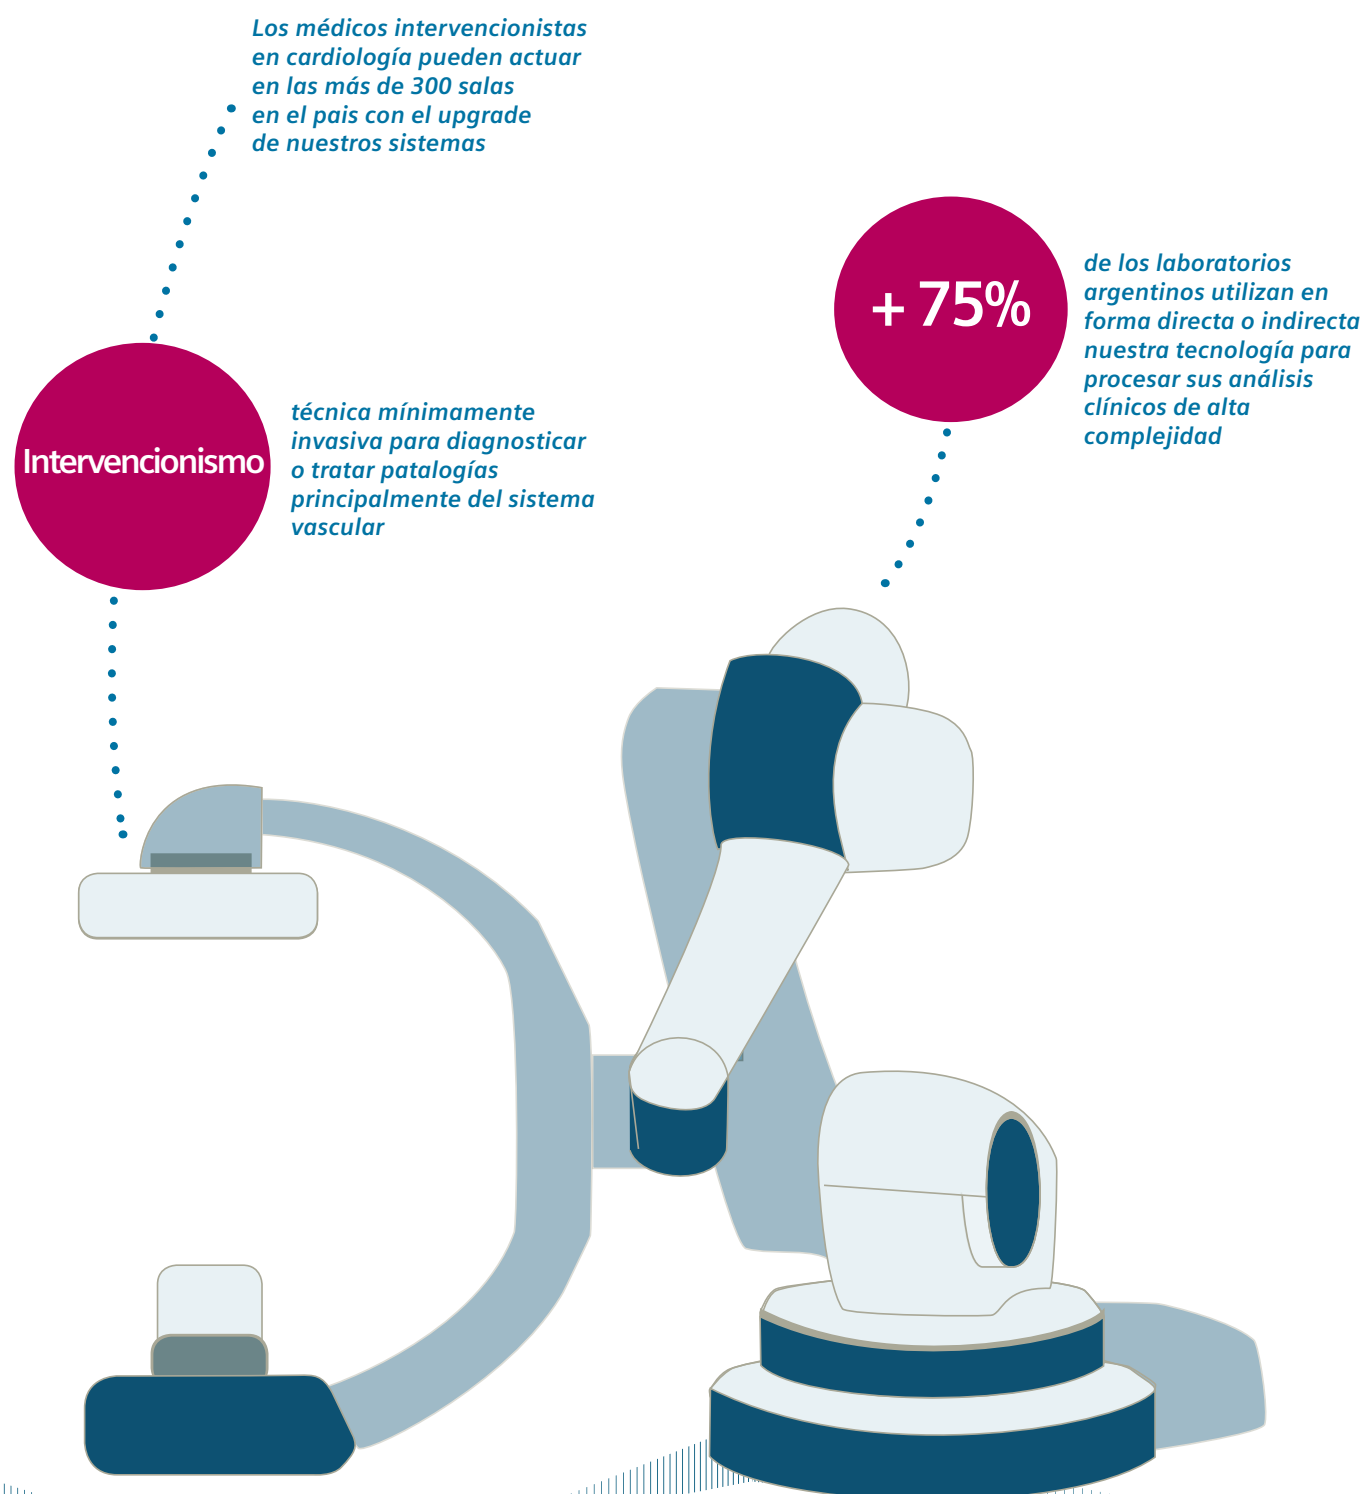 Los médicos intervencionistas
en cardiología pueden actuar
en las más de 300 salas
en el pais con el upgrade
de nuestros sistemas
+ 75%
de los laboratorios
argentinos utilizan en
forma directa o indirecta
nuestra tecnología para
procesar sus análisis
clínicos de alta
complejidad
Intervencionismo
técnica mínimamente
invasiva para diagnosticar
o tratar patalogías
principalmente del sistema
vascular